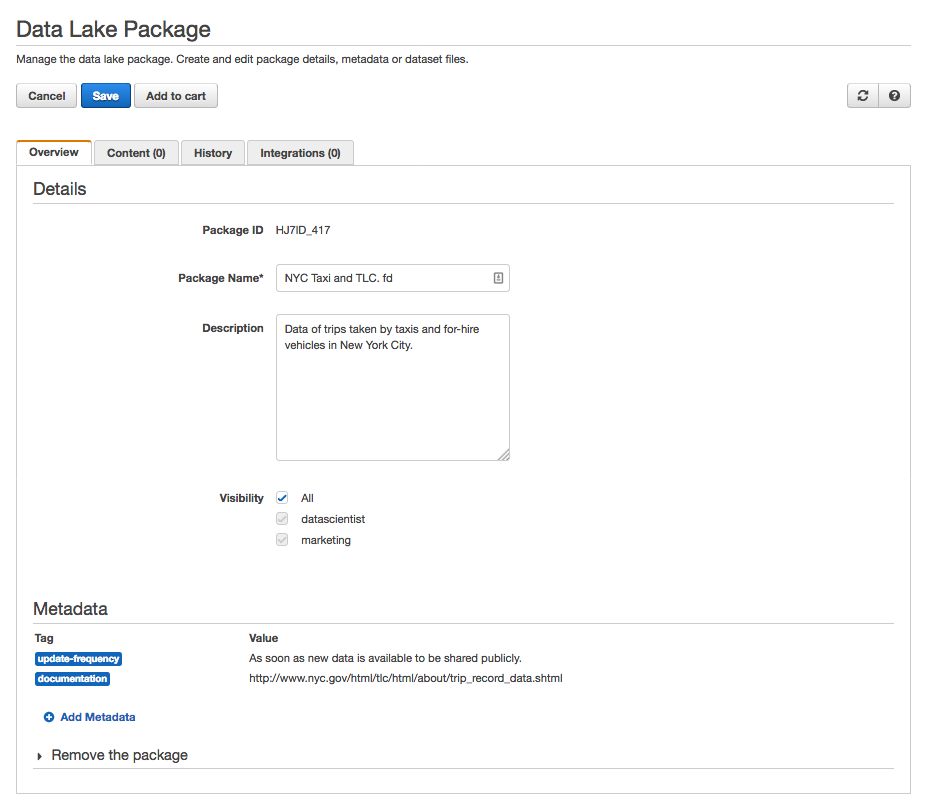 Data Lake Package
Manage the data lake package. Create and edit package details, metadata or dataset files.
Cancel Save Add to cart
Overview Content (0) History Integrations (0)
Details
Package ID HJ7ID_417
Package Name* NYC Taxi and TLC. fd
Description Data of trips taken by taxis and for-hire
vehicles in New York City.
Visibility All
datascientist
marketing
Metadata
Tag Value
update-frequency As soon as new data is available to be shared publicly.
documentation http://www.nyc.gov/html/tlc/html/about/trip_record_data.shtml
Add Metadata
Remove the package